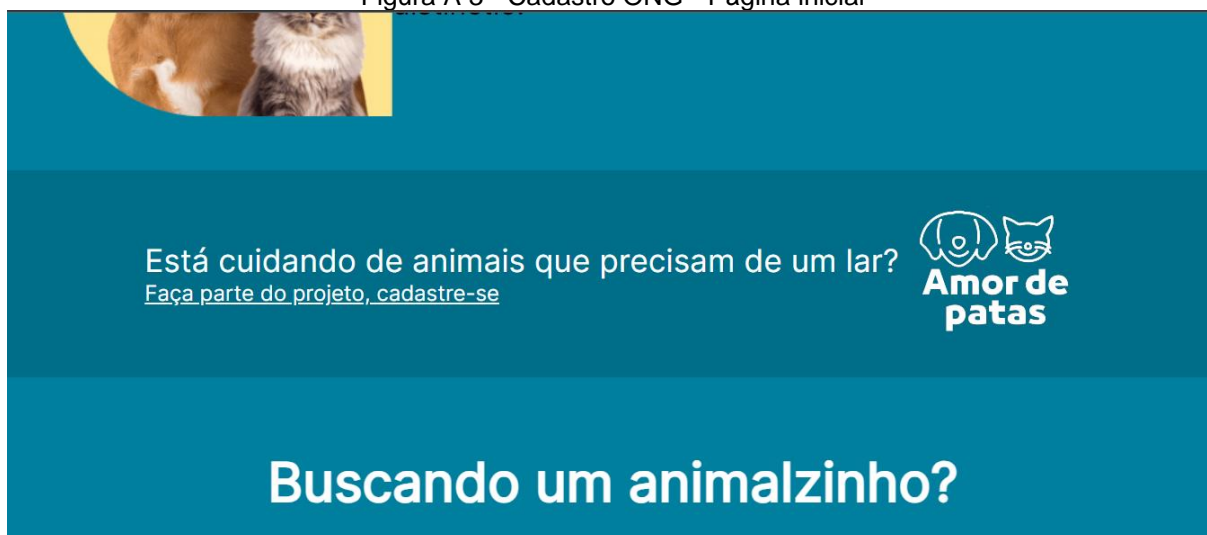 Está cuidando de animais que precisam de um lar?
Faça parte do projeto, cadastre-se
Amor de
patas
Buscando um animalzinho?